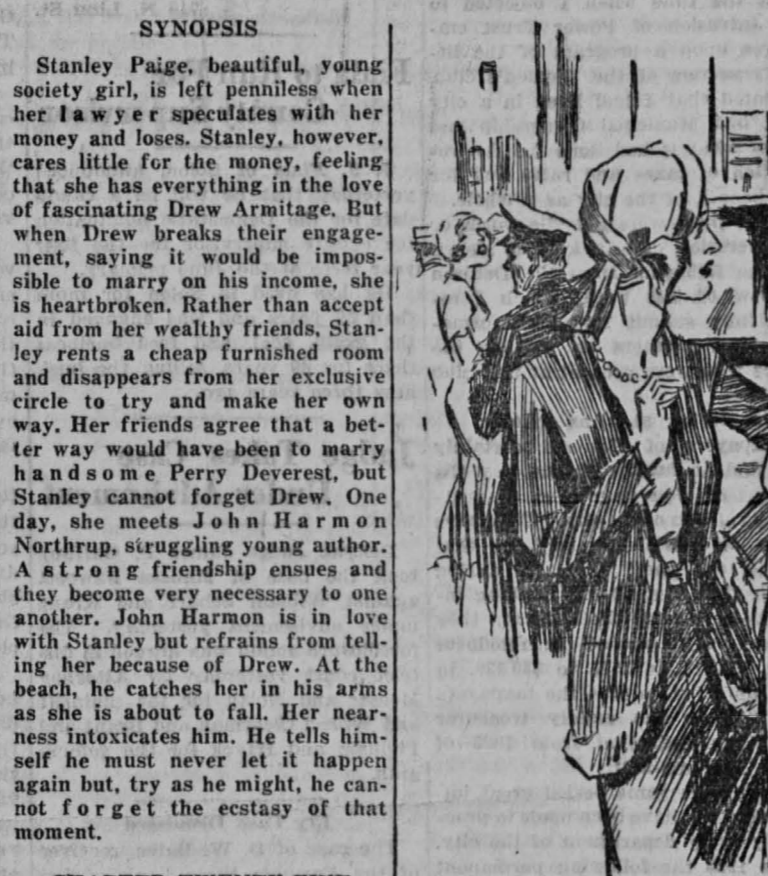 SYNOPSIS
Stanley Paige, beautiful, young
society girl, is left penniless when
her lawyer speculates with her
money and loses. Stanley, however,
cares little for the money, feeling
that she has everything in the love
of fascinating Drew Armitage. But
when Drew breaks their engage-
ment, saying it would be impos-
sible to marry on his income, she
is heartbroken. Rather than accept
aid from her wealthy friends, Stan-
ley rents a cheap furnished room
and disappears from her exclusive
circle to try and make her own
way. Her friends agree that a bet-
ter way would have been to marry
handsome Perry Deverest, but
Stanley cannot forget Drew. One
day, she meets John Harmon
Northrup, struggling young author.
A strong friendship ensues and
they become very necessary to one
another. John Harmon is in love
with Stanley but refrains from tell-
ing her because of Drew. At the
beach, he catches her in his arms
as she is about to fall. Her near-
ness intoxicates him. He tells him-
self he must never let it happen
again but, try as he might, he can-
not forget the ecstasy of that
moment.